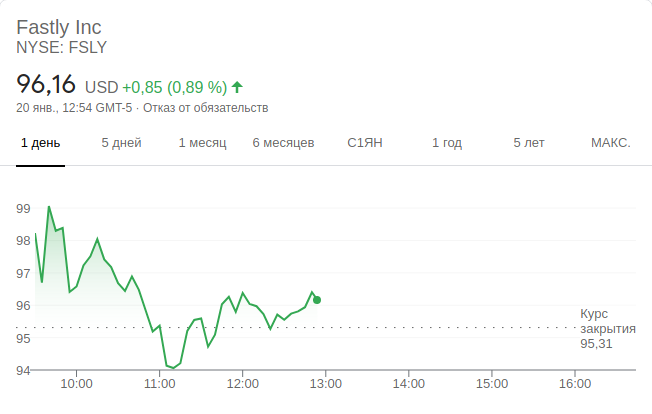 Fastly Inc
NYSE: FSLY
96,16 USD +0,85 (0,89 %)
20 янв., 12:54 GMT-5 · Отказ от обязательств
1 день 5 дней 1 месяц 6 месяцев С1ЯН 1 год 5 лет МАКС.
99
98
97
96
95
94
Курс
закрытия
95,31
10:00 11:00 12:00 13:00 14:00 15:00 16:00